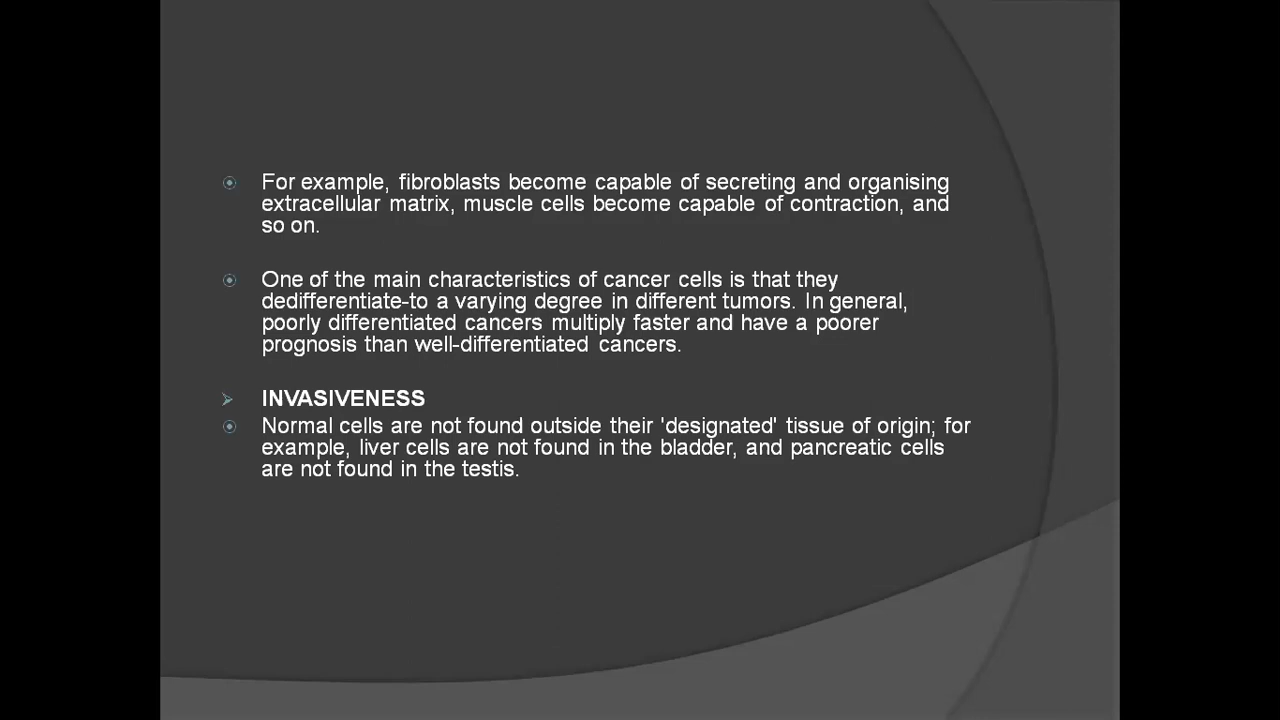 For example, fibroblasts become capable of secreting and organising
extracellular matrix, muscle cells become capable of contraction, and
so on.
One of the main characteristics of cancer cells is that they
dedifferentiate-to a varying degree in different tumors. In general,
poorly differentiated cancers multiply faster and have a poorer
prognosis than well-differentiated cancers.
INVASIVENESS
Normal cells are not found outside their 'designated' tissue of origin; for
example, liver cells are not found in the bladder, and pancreatic cells
are not found in the testis.